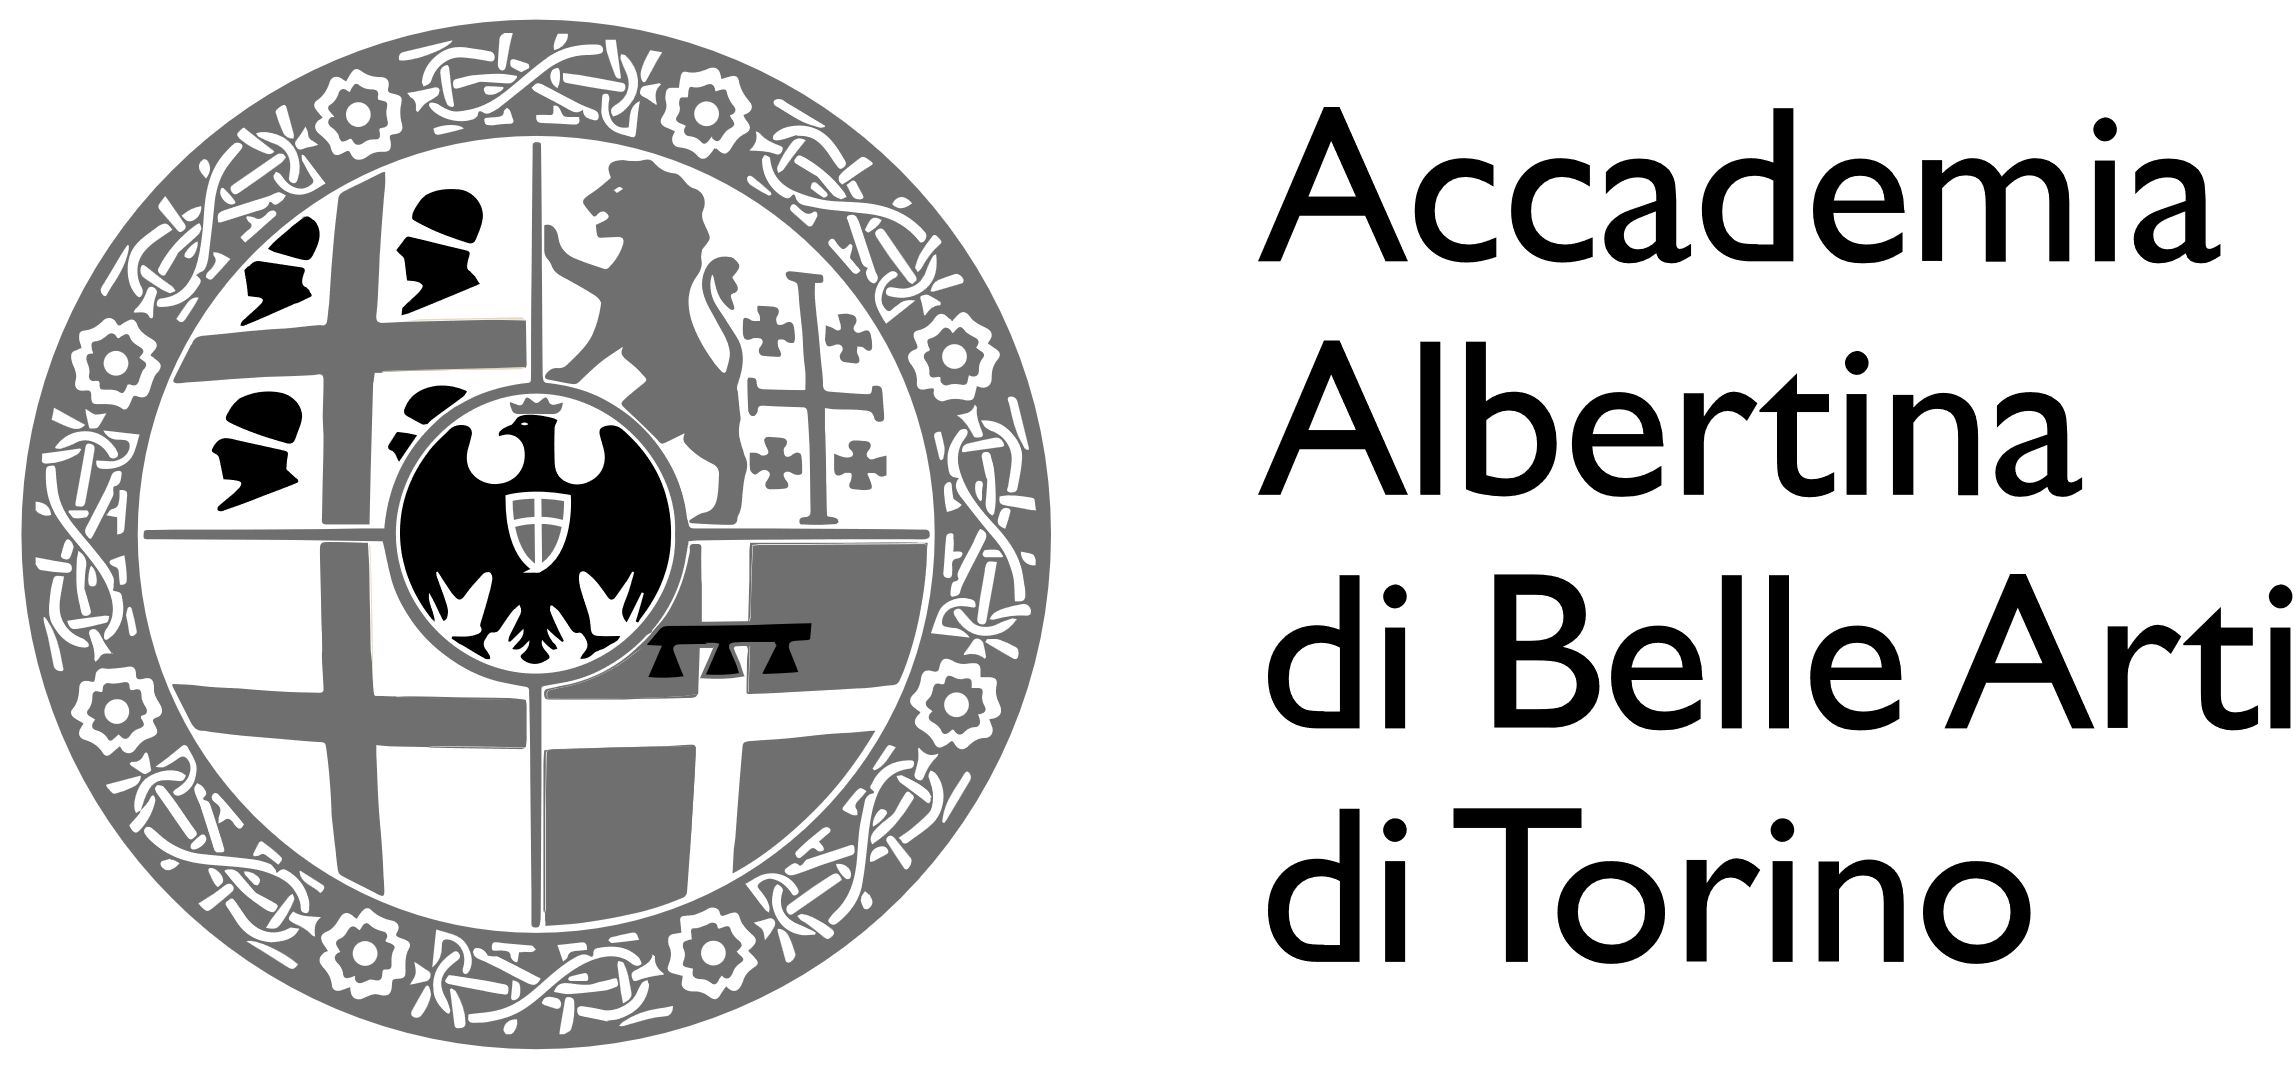 Accademia
Albertina
di Belle Arti
di Torino